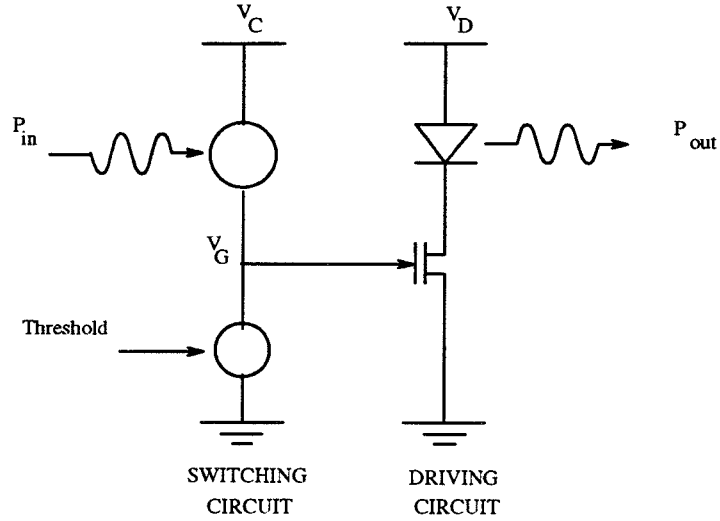 V C
V D
P in
P out
V G
Threshold
SWITCHING
CIRCUIT
DRIVING
CIRCUIT